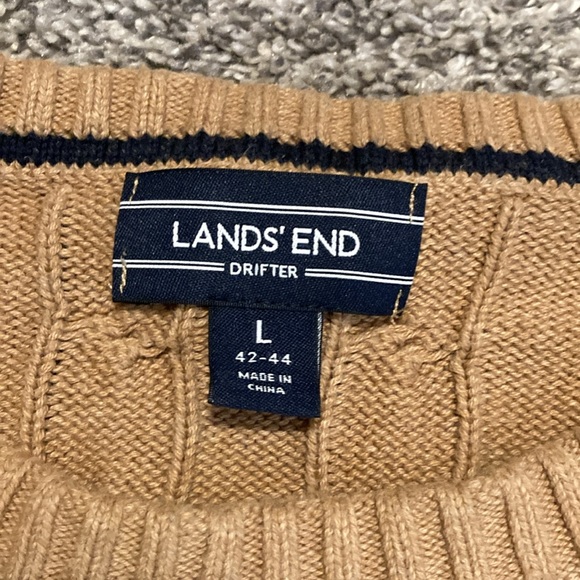 LANDS' END
DRIFTER
L
42-44
MADE IN
CHINA